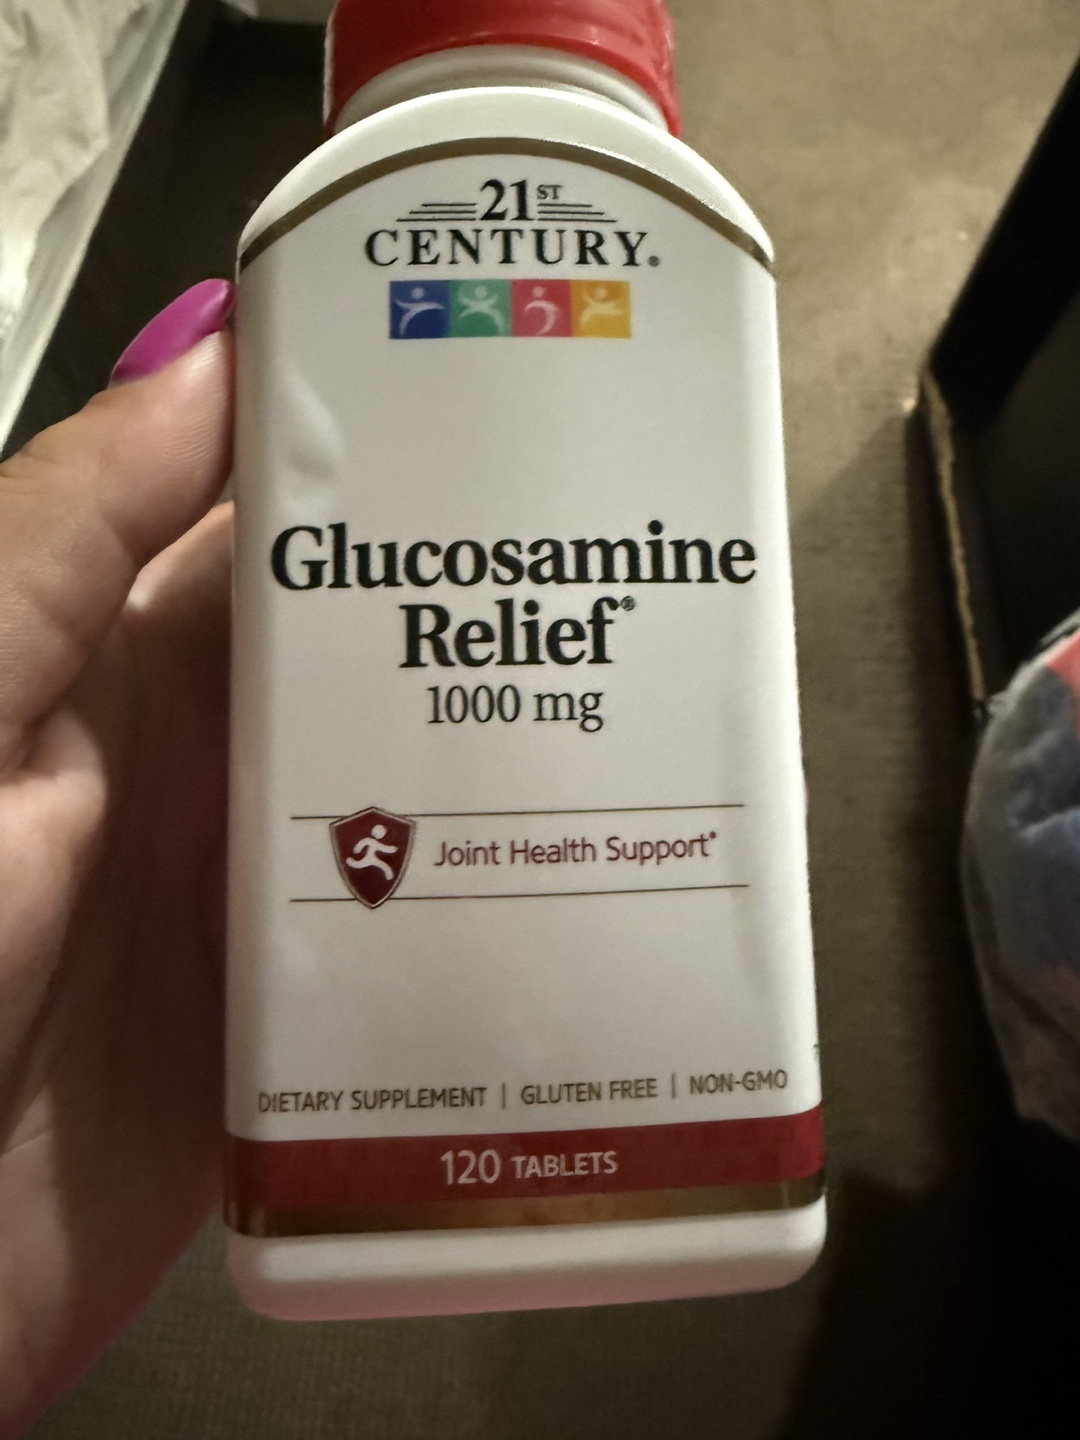 21ST
CENTURY®
Glucosamine
Relief®
1000 mg
Joint Health Support*
DIETARY SUPPLEMENT | GLUTEN FREE | NON-GMO
120 TABLETS